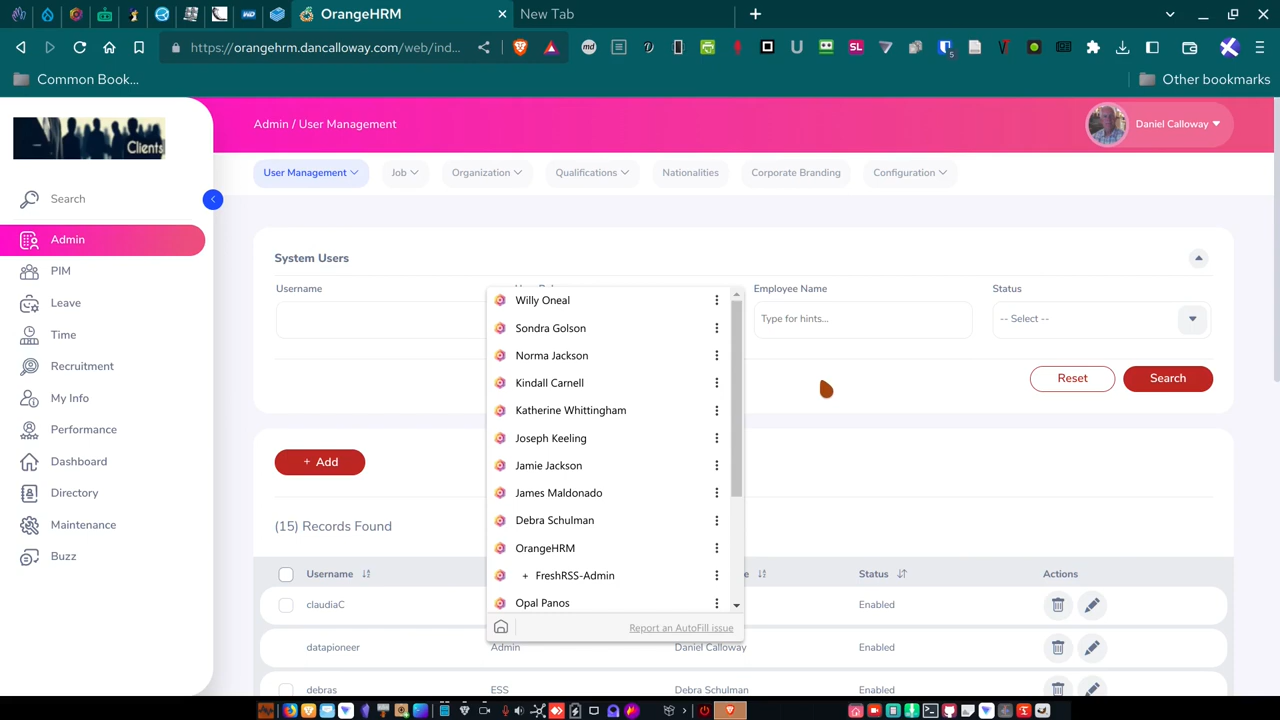 OrangeHRM
New Tab
https://orangehrm.dancalloway.com/web/ind...
Common Book...
Other bookmarks
Clients
Admin / User Management
Daniel Calloway
User Management
Job
Organization
Qualifications
Nationalities
Corporate Branding
Configuration
Search
Admin
PIM
Leave
Time
Recruitment
My Info
Performance
Dashboard
Directory
Maintenance
Buzz
System Users
Username
Employee Name
Status
Type for hints...
-- Select --
Reset
Search
Willy Oneal
Sondra Golson
Norma Jackson
Kindall Carnell
Katherine Whittingham
Joseph Keeling
Jamie Jackson
James Maldonado
Debra Schulman
OrangeHRM
+ FreshRSS-Admin
Opal Panos
Report an AutoFill issue
+ Add
(15) Records Found
Username
Status
Actions
claudiaC
Enabled
datapioneer
Admin
Daniel Calloway
Enabled
debras
ESS
Debra Schulman
Enabled